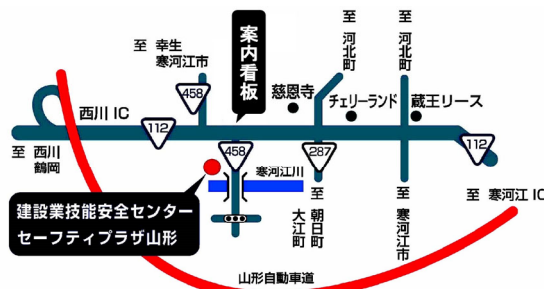 至 幸生
寒河江市
458
案内看板
至 河北町
至 河北町
慈恩寺
チェリーランド
蔵王リース
西川 IC
112
至 西川
鶴岡
458
寒河江川
287
112
建設業技能安全センター
セーフティプラザ山形
至 朝日町
大江町
至 寒河江市
至 寒河江 IC
山形自動車道